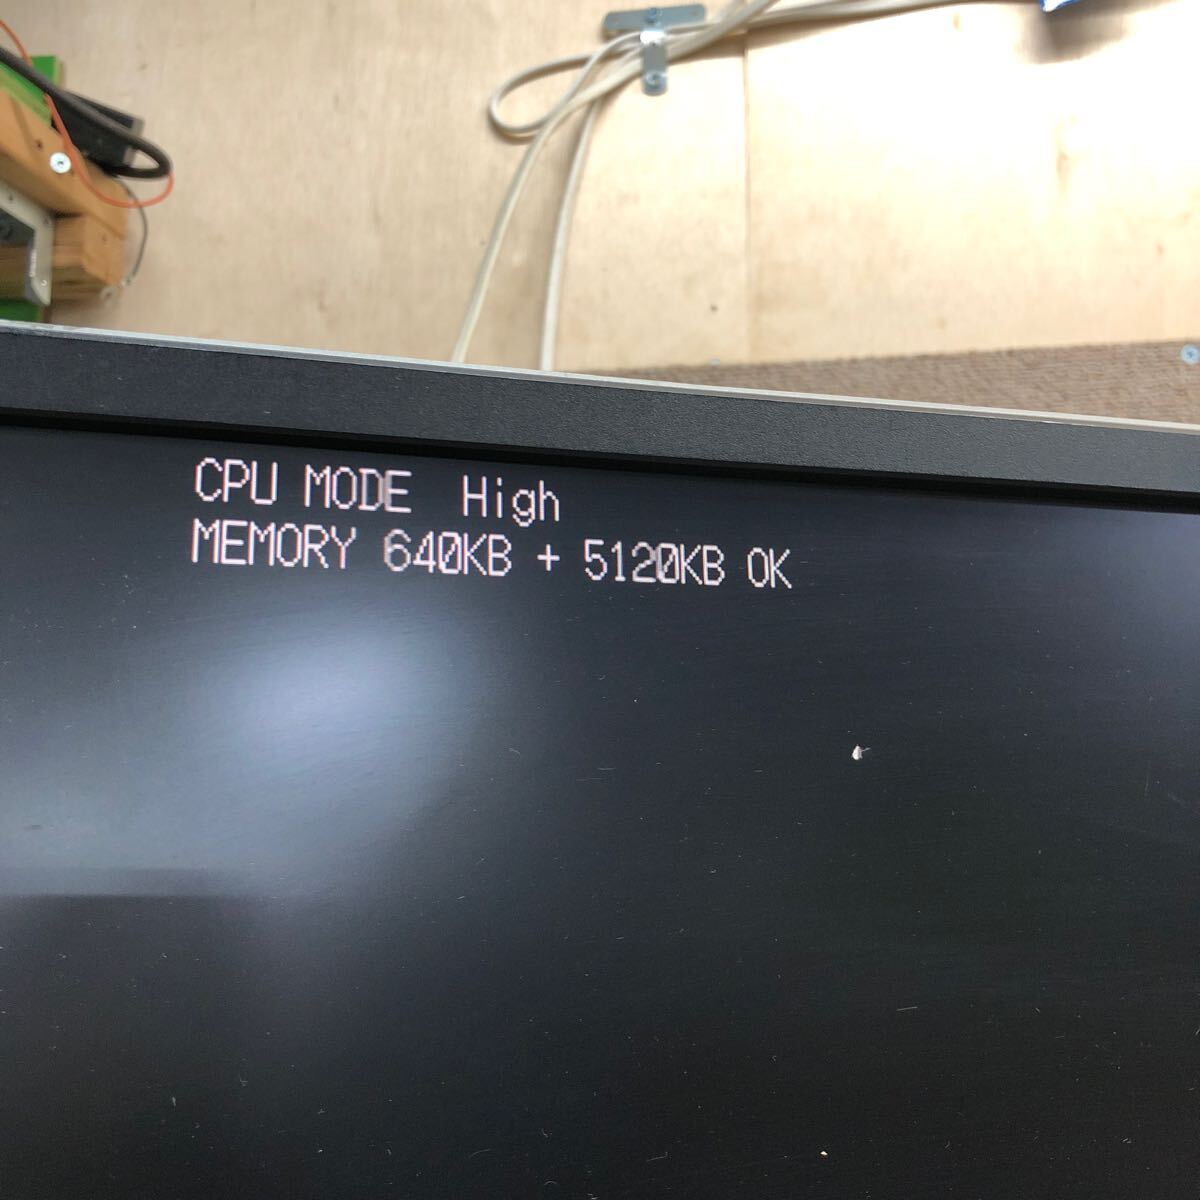 CPU MODE  High
MEMORY 640KB + 5120KB OK